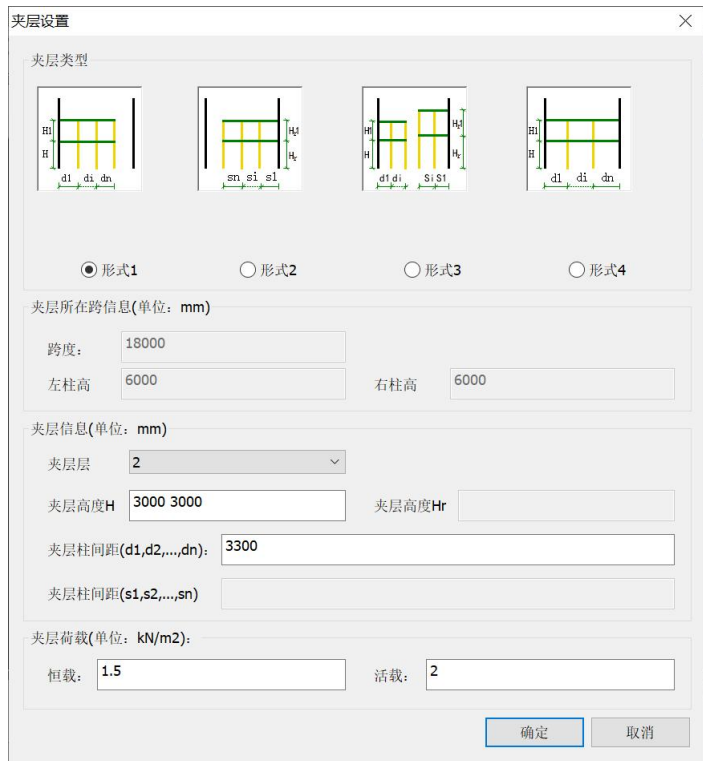 夹层设置
夹层类型
H1 H d1 di dn
sn si s1 Hr1 Hr
H1 H d1 di Si S1 Hr1 Hr
H1 H d1 di dn
形式1 形式2 形式3 形式4
夹层所在跨信息(单位：mm)
跨度： 18000
左柱高 6000 右柱高 6000
夹层信息(单位：mm)
夹层层 2
夹层高度H 3000 3000 夹层高度Hr
夹层柱间距(d1,d2,...,dn)： 3300
夹层柱间距(s1,s2,...,sn)
夹层荷载(单位：kN/m2)：
恒载： 1.5 活载： 2
确定 取消